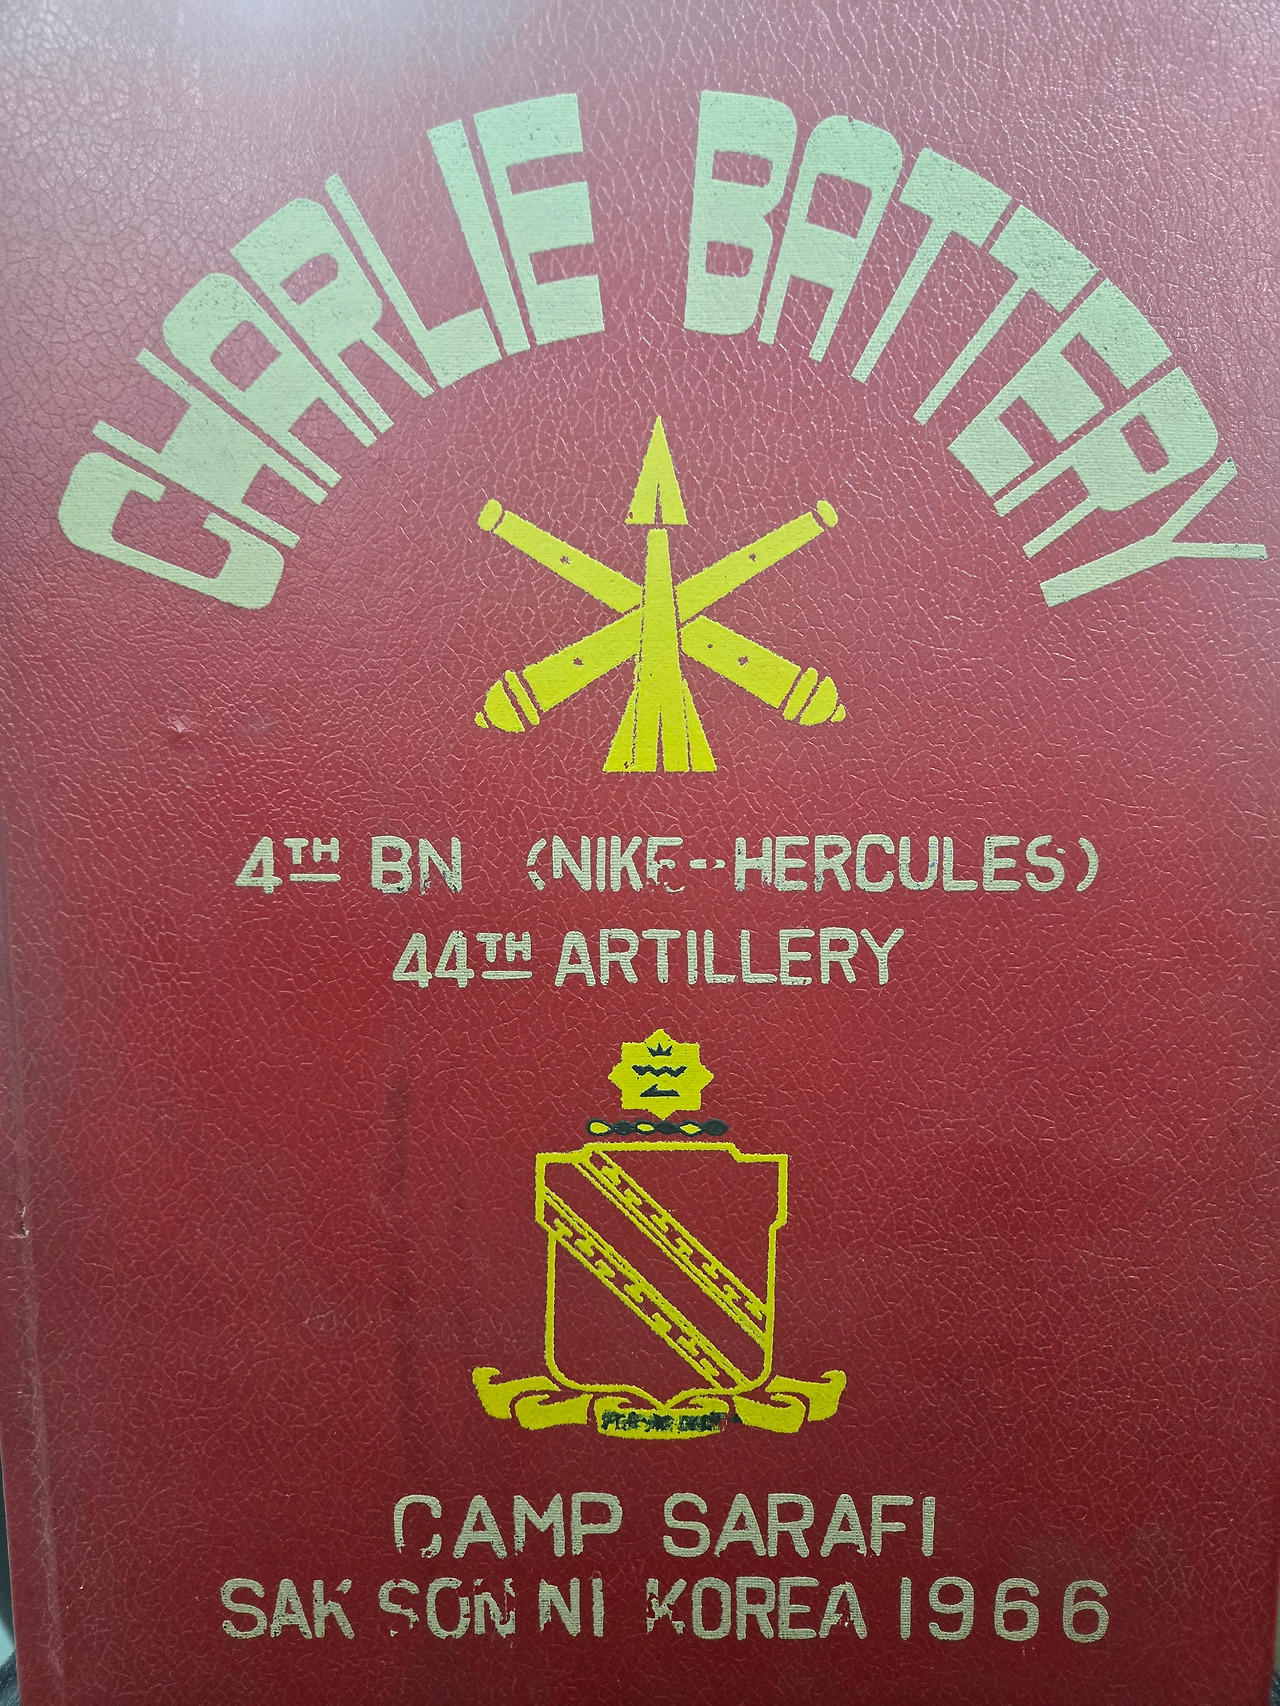 CHARLIE BATTERY
4TH BN (NIKE--HERCULES)
44TH ARTILLERY
CAMP SARAFI
SAK SON NI KOREA 1966